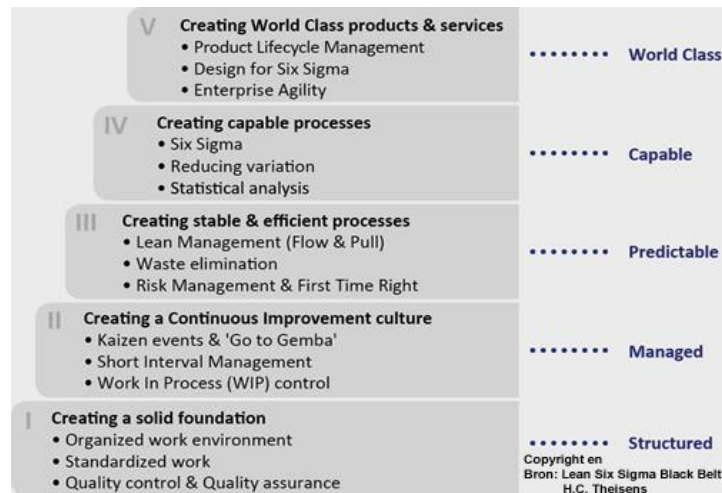 V Creating World Class products & services
• Product Lifecycle Management
• Design for Six Sigma
• Enterprise Agility
World Class
IV Creating capable processes
• Six Sigma
• Reducing variation
• Statistical analysis
Capable
III Creating stable & efficient processes
• Lean Management (Flow & Pull)
• Waste elimination
• Risk Management & First Time Right
Predictable
II Creating a Continuous Improvement culture
• Kaizen events & 'Go to Gemba'
• Short Interval Management
• Work In Process (WIP) control
Managed
I Creating a solid foundation
• Organized work environment
• Standardized work
• Quality control & Quality assurance
Structured
Copyright en
Bron: Lean Six Sigma Black Belt
H.C. Theisens